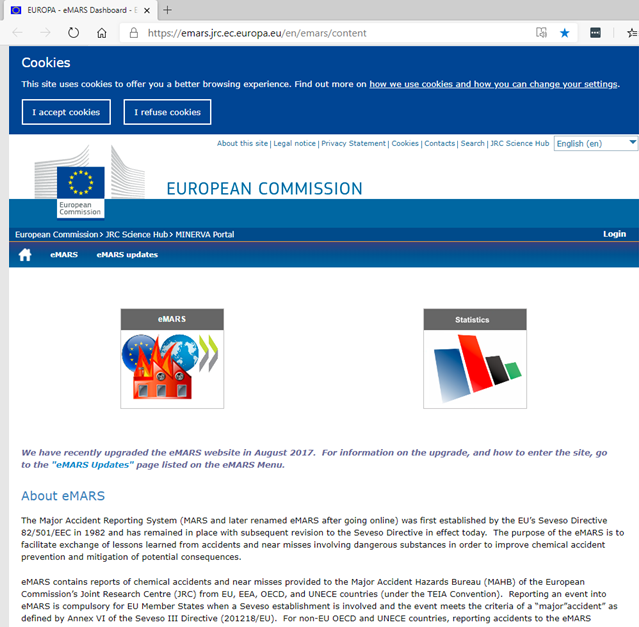 EUROPA - eMARS Dashboard - E
https://emars.jrc.ec.europa.eu/en/emars/content
Cookies
This site uses cookies to offer you a better browsing experience. Find out more on how we use cookies and how you can change your settings.
I accept cookies
I refuse cookies
About this site | Legal notice | Privacy Statement | Cookies | Contacts | Search | JRC Science Hub
English (en)
European
Commission
EUROPEAN COMMISSION
European Commission > JRC Science Hub > MINERVA Portal
Login
eMARS
eMARS updates
eMARS
Statistics
We have recently upgraded the eMARS website in August 2017. For information on the upgrade, and how to enter the site, go
to the "eMARS Updates" page listed on the eMARS Menu.
About eMARS
The Major Accident Reporting System (MARS and later renamed eMARS after going online) was first established by the EU’s Seveso Directive
82/501/EEC in 1982 and has remained in place with subsequent revision to the Seveso Directive in effect today. The purpose of the eMARS is to
facilitate exchange of lessons learned from accidents and near misses involving dangerous substances in order to improve chemical accident
prevention and mitigation of potential consequences.
eMARS contains reports of chemical accidents and near misses provided to the Major Accident Hazards Bureau (MAHB) of the European
Commission’s Joint Research Centre (JRC) from EU, EEA, OECD, and UNECE countries (under the TEIA Convention). Reporting an event into
eMARS is compulsory for EU Member States when a Seveso establishment is involved and the event meets the criteria of a “major”accident” as
defined by Annex VI of the Seveso III Directive (201218/EU). For non-EU OECD and UNECE countries, reporting accidents to the eMARS